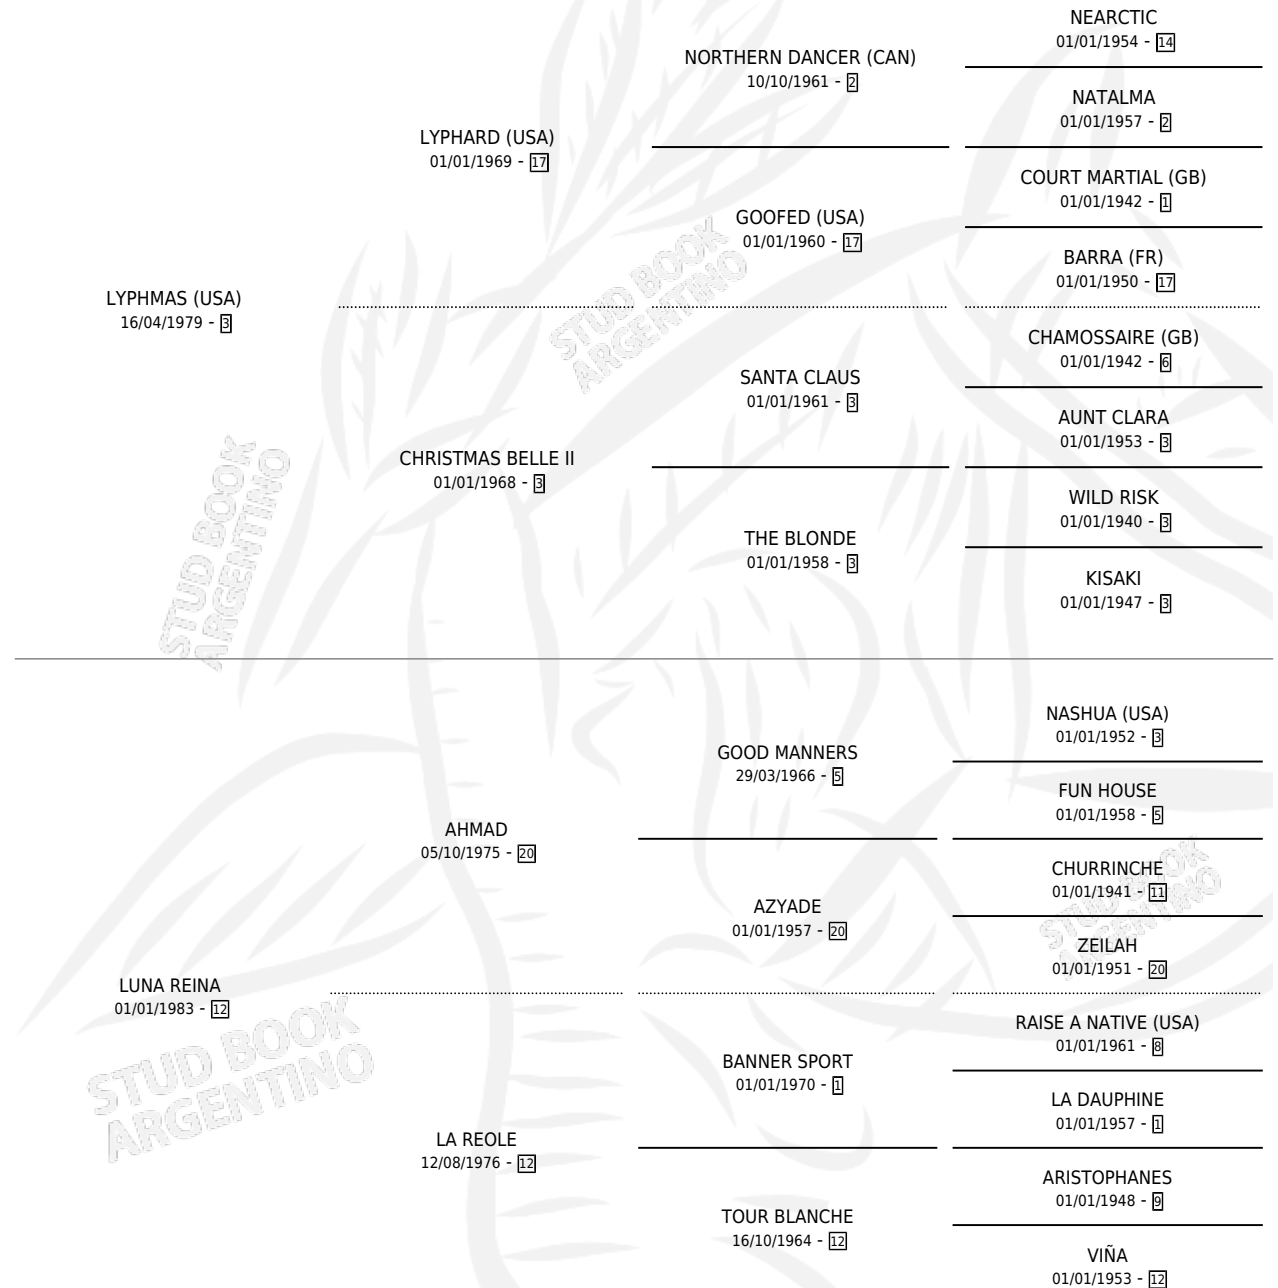 NEARCTIC
01/01/1954 - 14
NORTHERN DANCER (CAN)
10/10/1961 - 2
NATALMA
01/01/1957 - 2
LYPHARD (USA)
01/01/1969 - 17
COURT MARTIAL (GB)
01/01/1942 - 1
GOOFED (USA)
01/01/1960 - 17
BARRA (FR)
01/01/1950 - 17
LYPHMAS (USA)
16/04/1979 - 3
STUD BOOK
ARGENTINO
CHAMOSSAIRE (GB)
01/01/1942 - 6
SANTA CLAUS
01/01/1961 - 3
AUNT CLARA
01/01/1953 - 3
CHRISTMAS BELLE II
01/01/1968 - 3
WILD RISK
01/01/1940 - 3
THE BLONDE
01/01/1958 - 3
KISAKI
01/01/1947 - 3
STUD BOOK
ARGENTINO
NASHUA (USA)
01/01/1952 - 3
GOOD MANNERS
29/03/1966 - 5
FUN HOUSE
01/01/1958 - 5
AHMAD
05/10/1975 - 20
CHURRINCHE
01/01/1941 - 11
AZYADE
01/01/1957 - 20
STUD BOOK
ARGENTINO
ZEILAH
01/01/1951 - 20
LUNA REINA
01/01/1983 - 12
RAISE A NATIVE (USA)
01/01/1961 - 8
BANNER SPORT
01/01/1970 - 1
STUD BOOK
ARGENTINO
LA DAUPHINE
01/01/1957 - 1
LA REOLE
12/08/1976 - 12
ARISTOPHANES
01/01/1948 - 9
TOUR BLANCHE
16/10/1964 - 12
VIÑA
01/01/1953 - 12